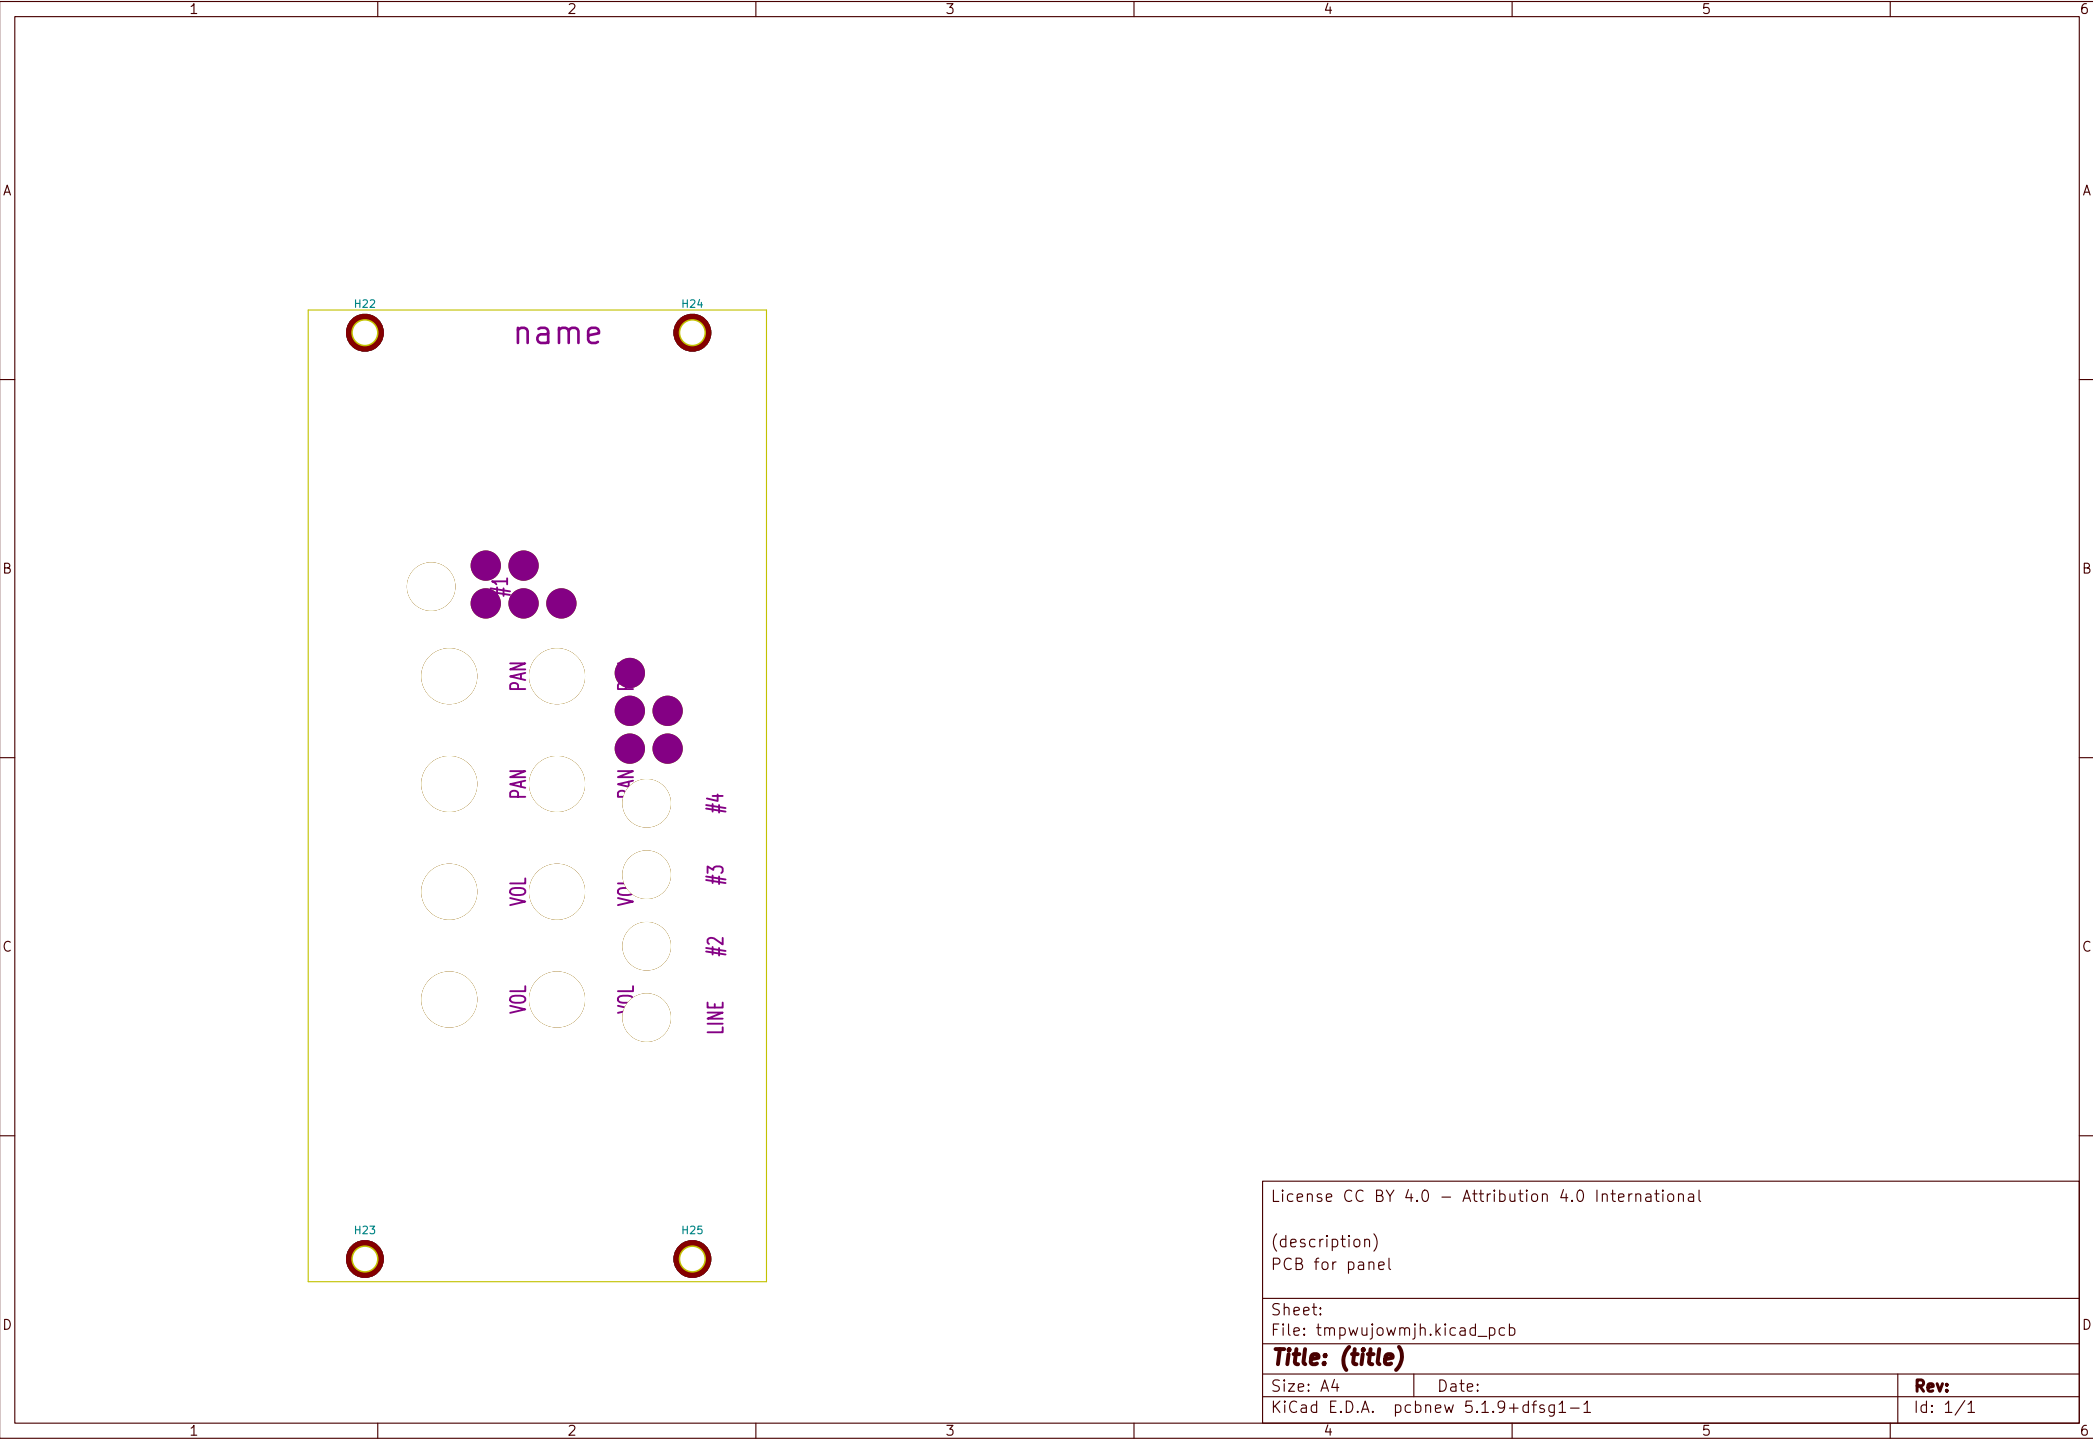 1 2 3 4 5 6
A A
H22 H24
name
B B
#1
PAN
PAN PAN
#4
VOL VOL
#3
C C
#2
VOL VOL
LINE
License CC BY 4.0 – Attribution 4.0 International
H23 H25
(description)
PCB for panel
Sheet:
D D
File: tmpwujowmjh.kicad_pcb
Title: (title)
Size: A4 Date: Rev:
KiCad E.D.A. pcbnew 5.1.9+dfsg1-1 Id: 1/1
1 2 3 4 5 6